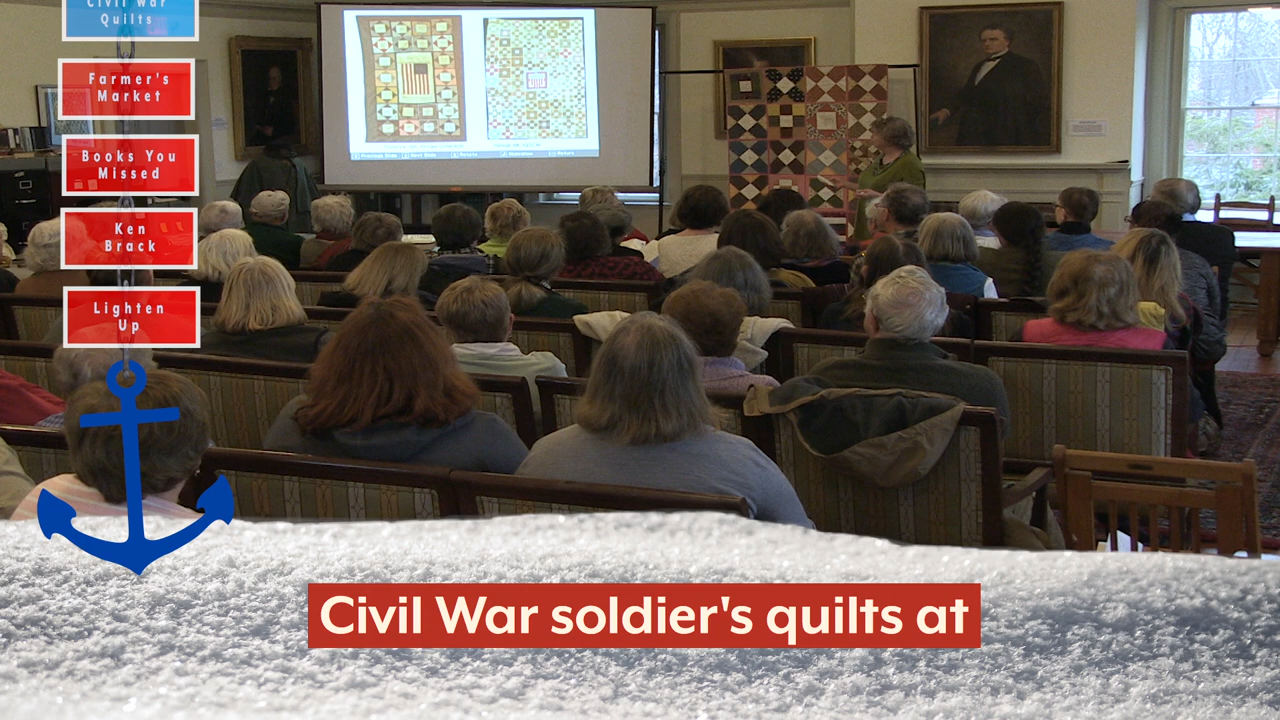 Civil War
Quilts
Farmer's
Market
Books You
Missed
Ken
Brack
Lighten
Up
Civil War soldier's quilts at